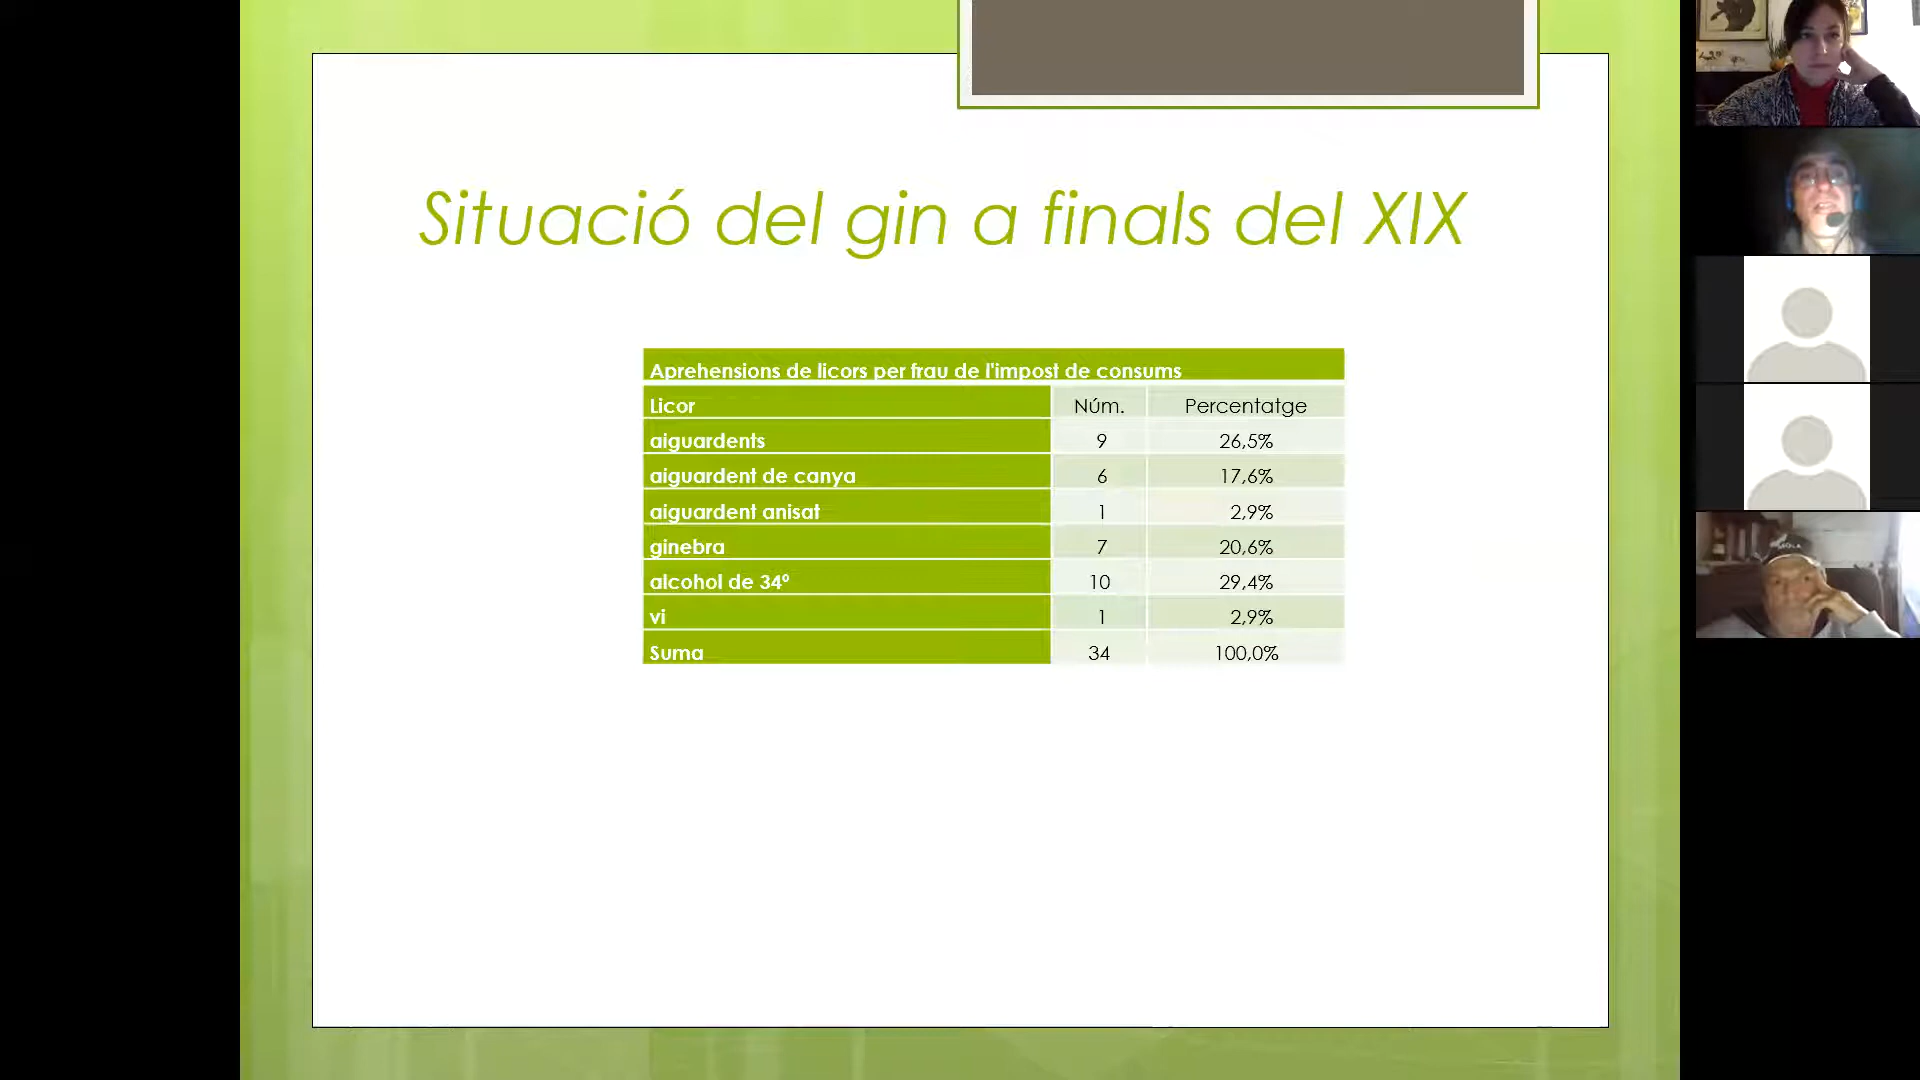 Situació del gin a finals del XIX
Aprehensions de licors per frau de l'impost de consums
Licor Núm. Percentatge
aiguardents 9 26,5%
aiguardent de canya 6 17,6%
aiguardent anisat 1 2,9%
ginebra 7 20,6%
alcohol de 34º 10 29,4%
vi 1 2,9%
Suma 34 100,0%